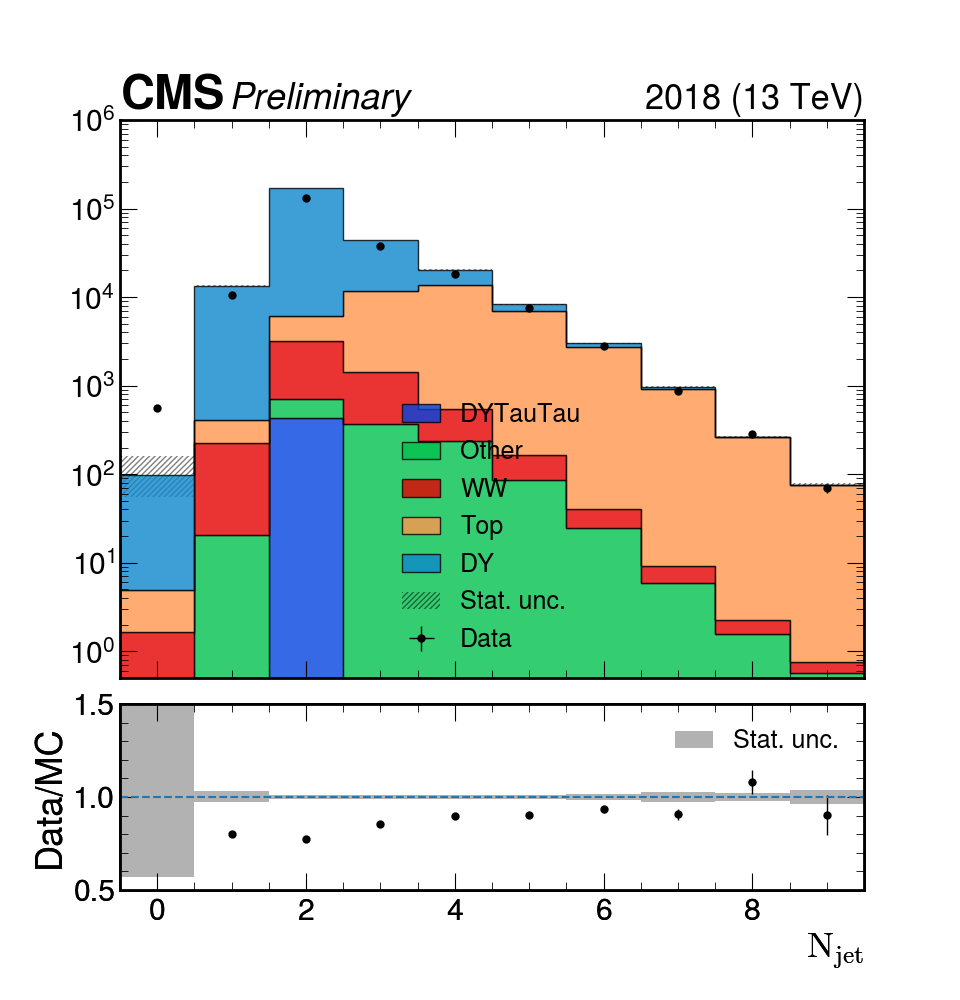 CMS Preliminary 2018 (13 TeV)
10^6
10^5
10^4
10^3
10^2
10^1
10^0
DYTauTau
Other
WW
Top
DY
Stat. unc.
Data
1.5
1.0
0.5
Data/MC
Stat. unc.
0 2 4 6 8
N_jet